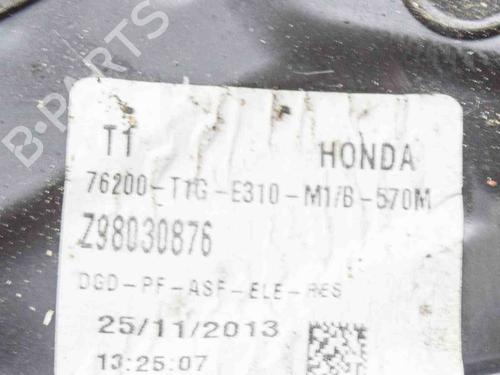 B-PARTS
T1 HONDA
76200-T1G-E310-M1/B-570M
Z98030876
DGD-PF-ASF-ELE-RES
25/11/2013
13:25:07